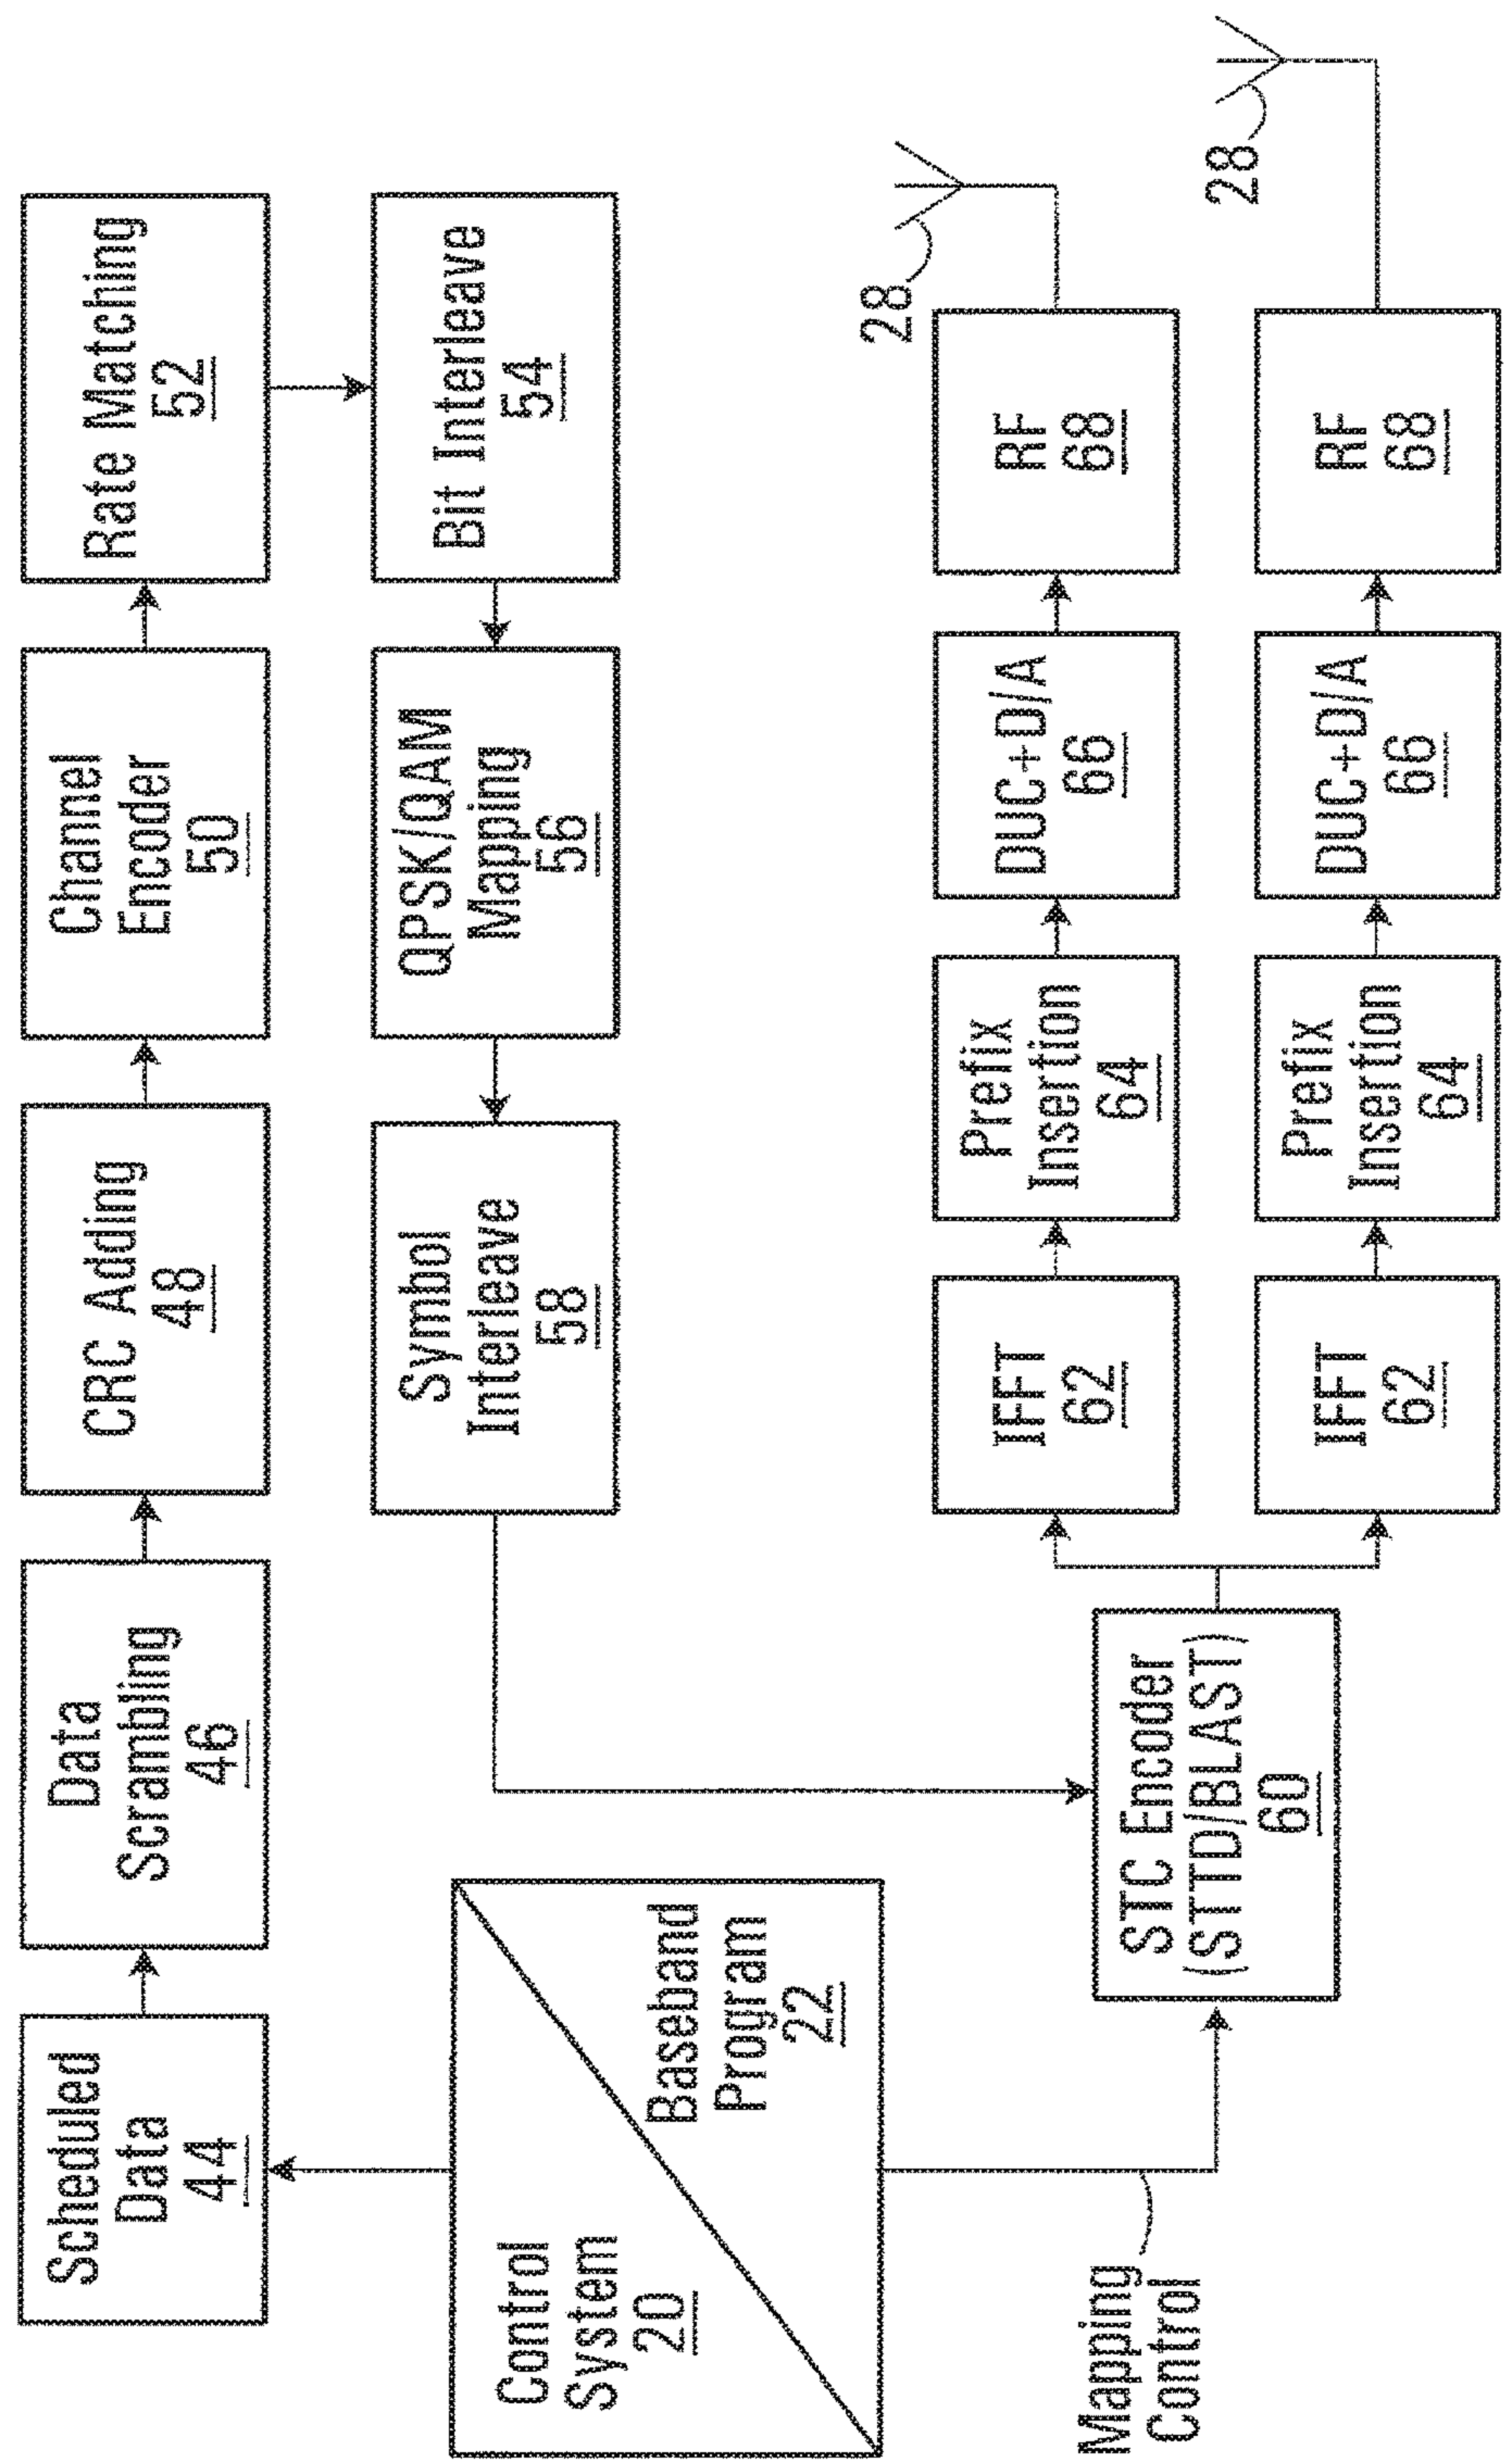 Scheduled
Data
44
Data
Scrambling
46
CRC Adding
48
Channel
Encoder
50
Rate Matching
52
Bit Interleave
54
QPSK/QAM
Mapping
56
Symbol
Interleave
58
Control
System
20
Baseband
Program
22
Mapping
Control
STC Encoder
(STTD/BLAST)
60
IFFT
62
Prefix
Insertion
64
DUC+D/A
66
RF
68
28
IFFT
62
Prefix
Insertion
64
DUC+D/A
66
RF
68
28